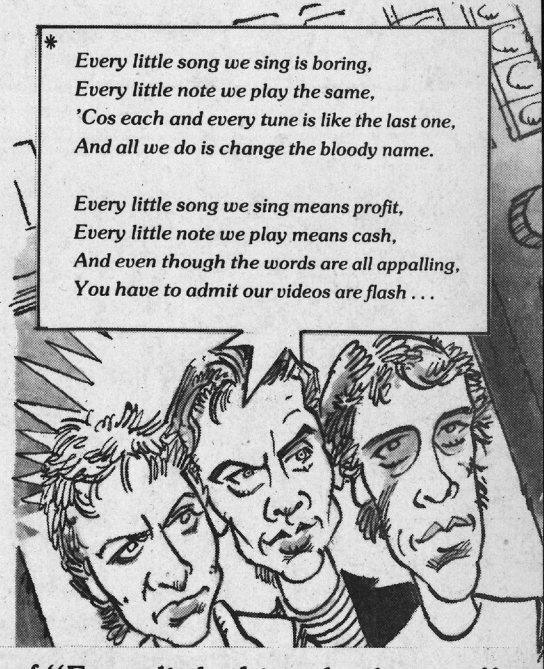 *
Every little song we sing is boring,
Every little note we play the same,
'Cos each and every tune is like the last one,
And all we do is change the bloody name.
Every little song we sing means profit,
Every little note we play means cash,
And even though the words are all appalling,
You have to admit our videos are flash . . .